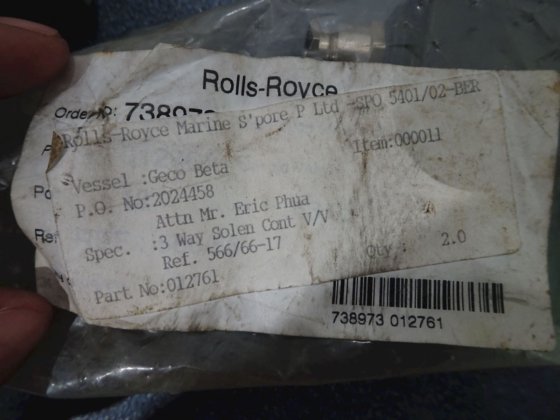 Rolls-Royce
Rolls-Royce Marine S'pore P Ltd -SPO 5401/02-BER
Item:000011
Vessel :Geco Beta
P.O. No:2024458
Attn Mr. Eric Phua
Spec. :3 Way Solen Cont V/V
Ref. 566/66-17
Qty : 2.0
Part No:012761
738973 012761